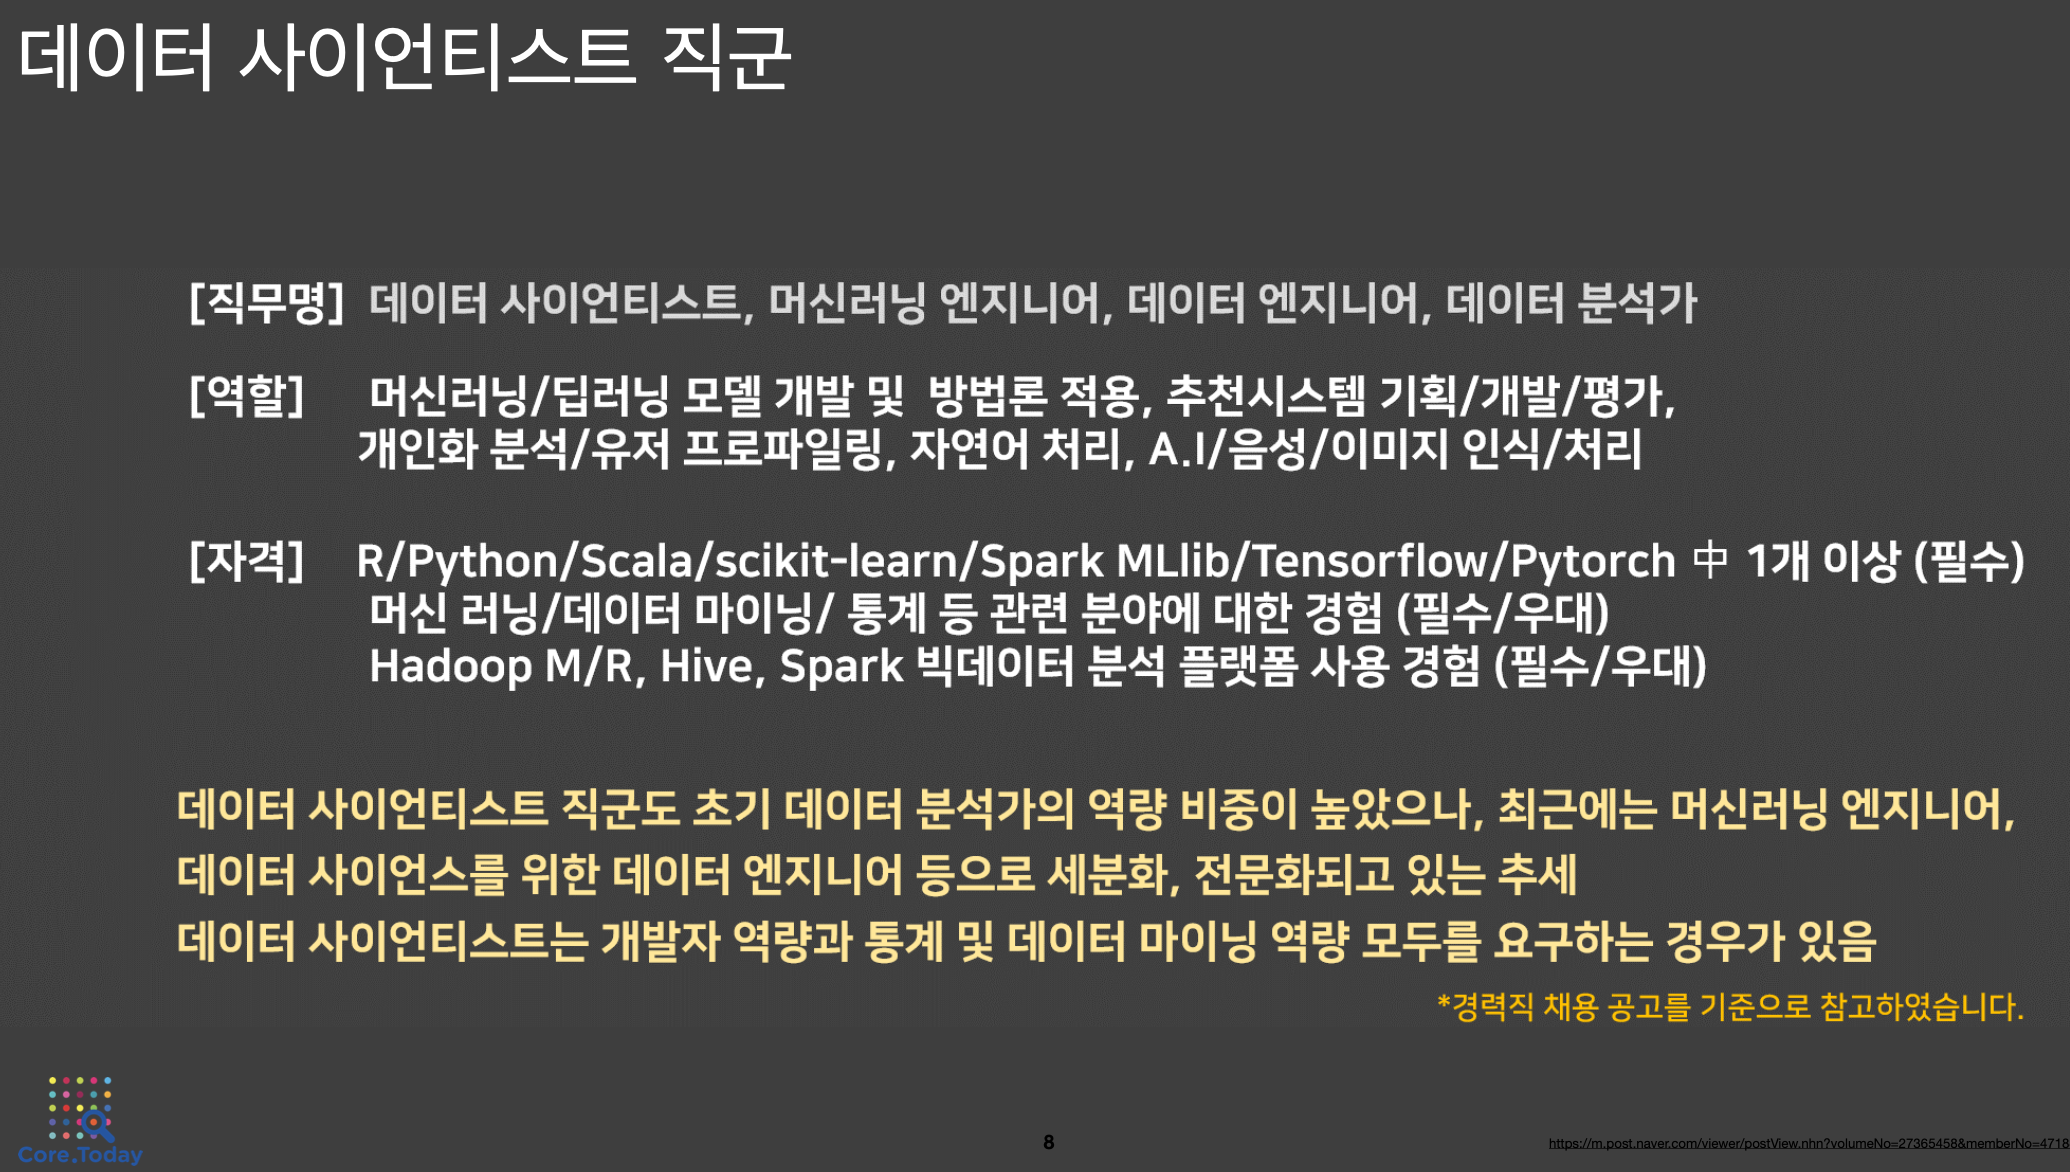 데이터 사이언티스트 직군
[직무명] 데이터 사이언티스트, 머신러닝 엔지니어, 데이터 엔지니어, 데이터 분석가
[역할] 머신러닝/딥러닝 모델 개발 및 방법론 적용, 추천시스템 기획/개발/평가,
개인화 분석/유저 프로파일링, 자연어 처리, A.I/음성/이미지 인식/처리
[자격] R/Python/Scala/scikit-learn/Spark MLlib/Tensorflow/Pytorch 中 1개 이상 (필수)
머신 러닝/데이터 마이닝/ 통계 등 관련 분야에 대한 경험 (필수/우대)
Hadoop M/R, Hive, Spark 빅데이터 분석 플랫폼 사용 경험 (필수/우대)
데이터 사이언티스트 직군도 초기 데이터 분석가의 역량 비중이 높았으나, 최근에는 머신러닝 엔지니어,
데이터 사이언스를 위한 데이터 엔지니어 등으로 세분화, 전문화되고 있는 추세
데이터 사이언티스트는 개발자 역량과 통계 및 데이터 마이닝 역량 모두를 요구하는 경우가 있음
*경력직 채용 공고를 기준으로 참고하였습니다.
Core.Today
8
https://m.post.naver.com/viewer/postView.nhn?volumeNo=27365458&memberNo=4718